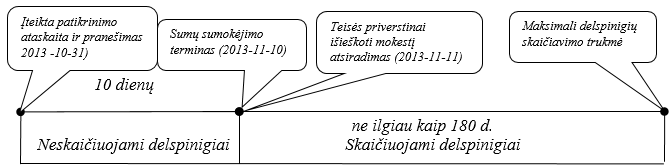 Įteikta patikrinimo
ataskaita ir pranešimas
2013 -10-31)
Sumų sumokėjimo
terminas (2013-11-10)
Teisės priverstinai
išieškoti mokestį
atsiradimas (2013-11-11)
Maksimali delspinigių
skaičiavimo trukmė
10 dienų
Neskaičiuojami delspinigiai
ne ilgiau kaip 180 d.
Skaičiuojami delspinigiai